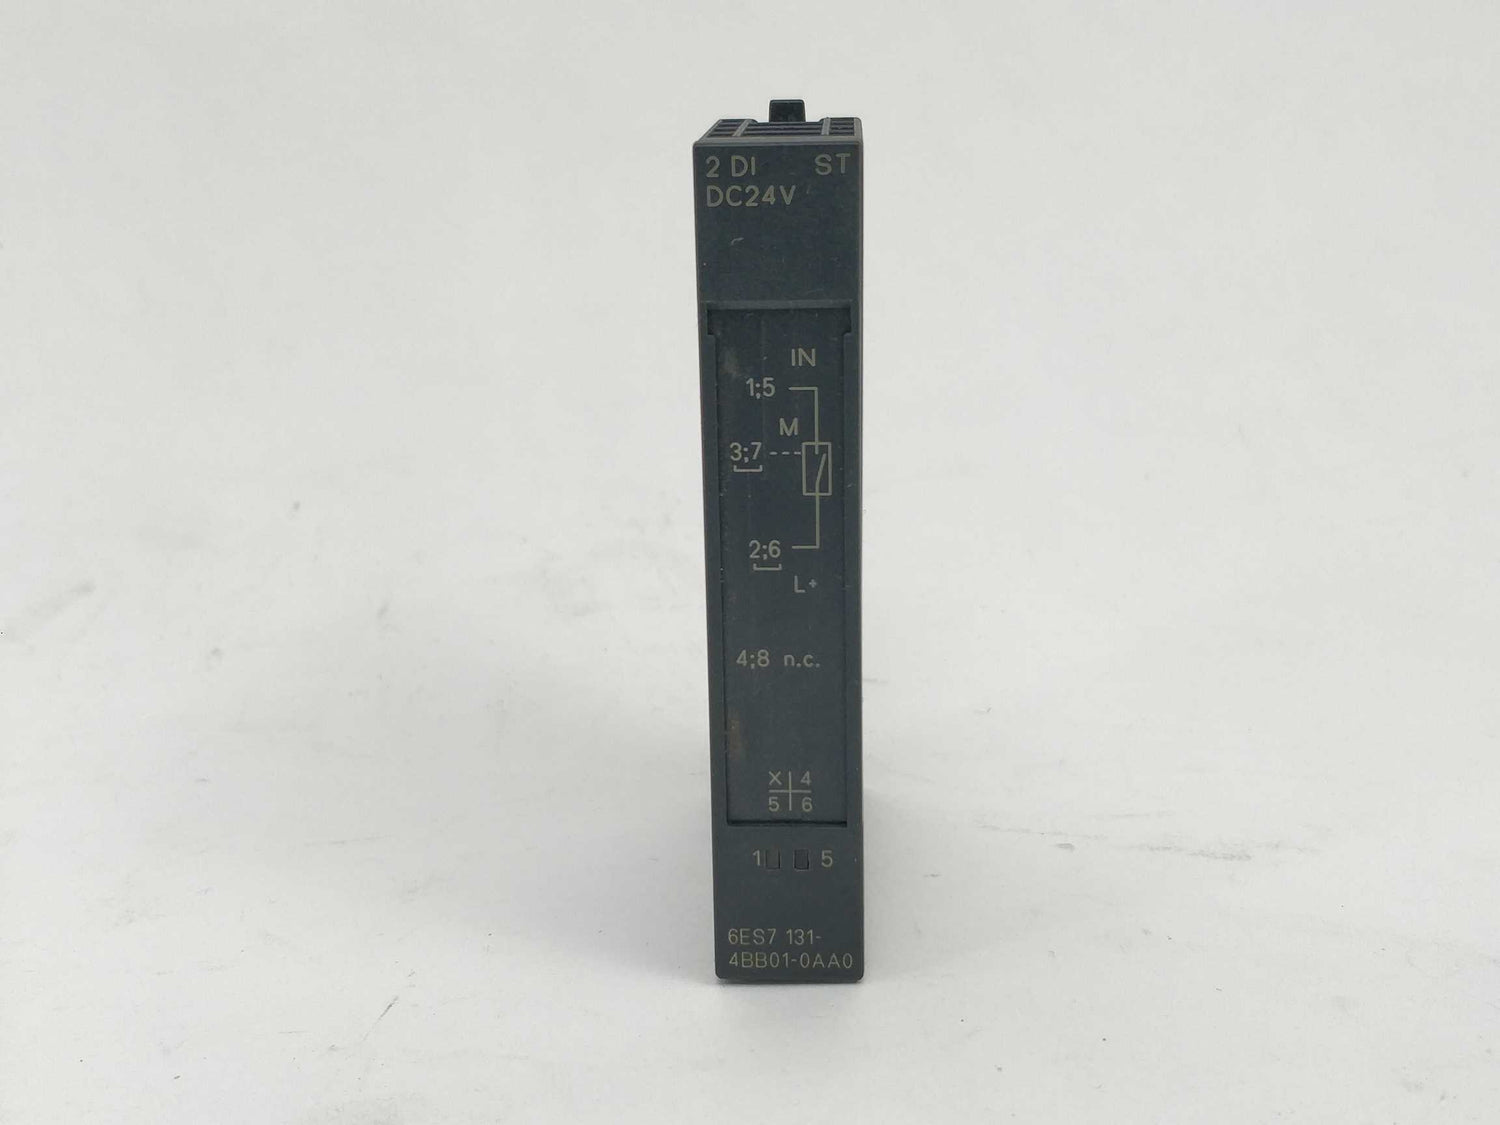 2 DI ST
DC24V
IN
1;5
M
3;7
2;6
L+
4;8 n.c.
X 4
5 6
1 5
6ES7 131-
4BB01-0AA0